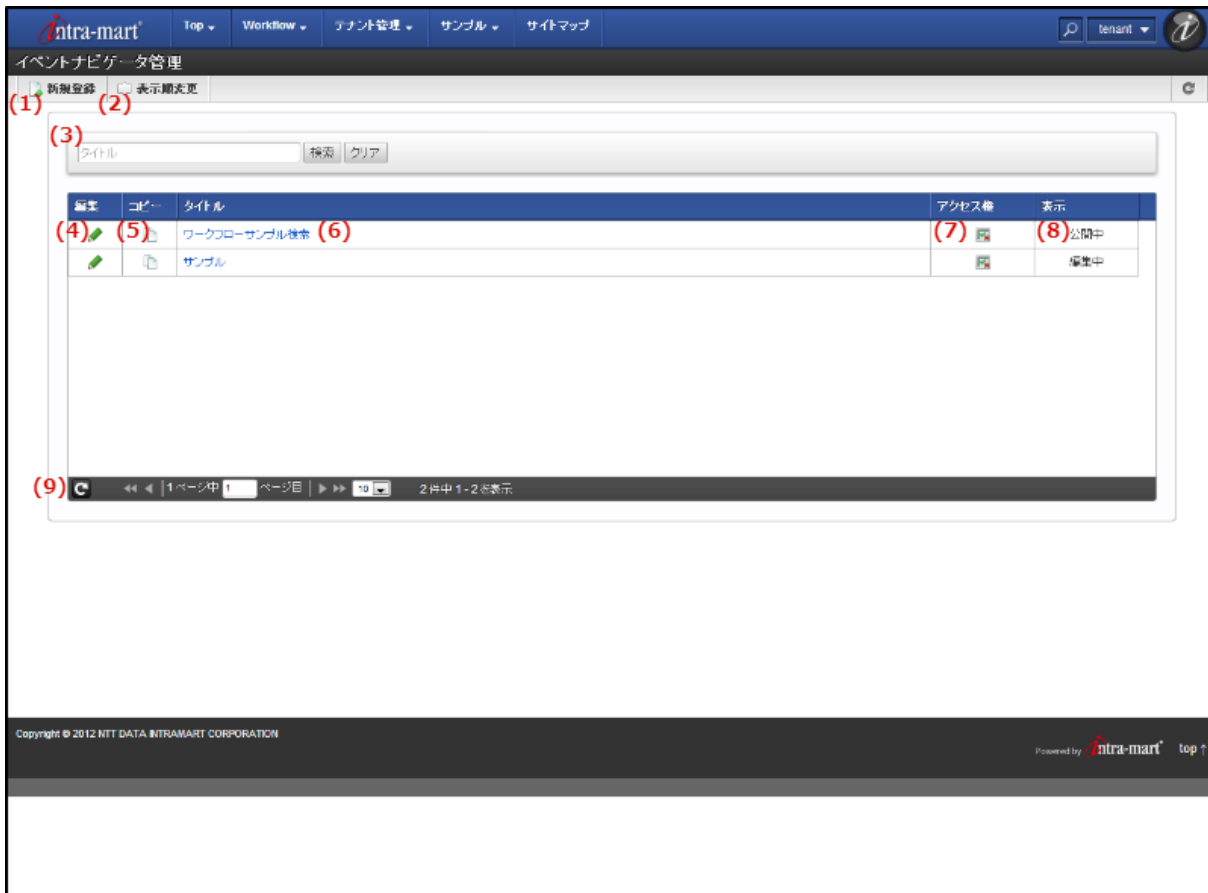 intra-mart Top Workflow テナント管理 サンプル サイトマップ tenant
イベントナビゲータ管理
新規登録 表示順変更
(1) (2)
(3)
タイトル 検索 クリア
編集 コピー タイトル アクセス権 表示
(4) (5) ワークフローサンプル検索 (6) (7) (8) 公開中
サンプル 編集中
(9) 1 ページ中 1 ページ目 10 2 件中 1 - 2 を表示
Copyright © 2012 NTT DATA INTRAMART CORPORATION
Powered by intra-mart top ↑